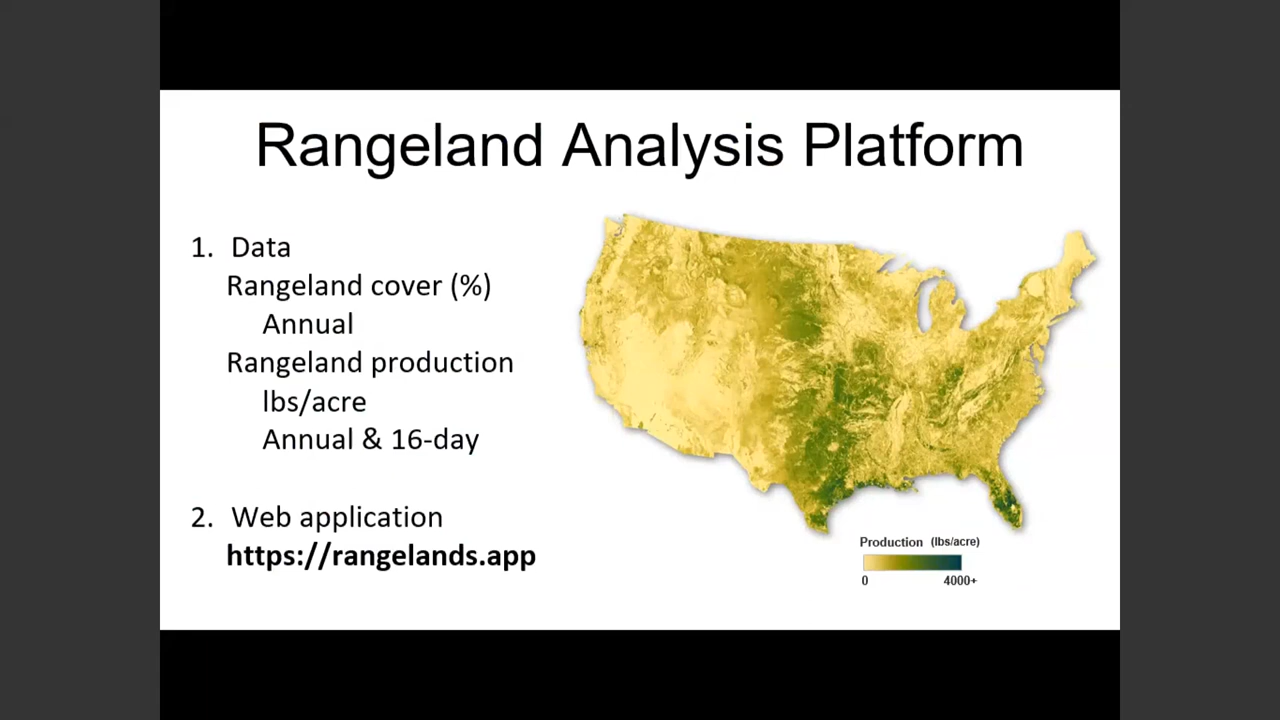 Rangeland Analysis Platform
1. Data
Rangeland cover (%)
Annual
Rangeland production
lbs/acre
Annual & 16-day
2. Web application
https://rangelands.app
Production (lbs/acre)
0 4000+